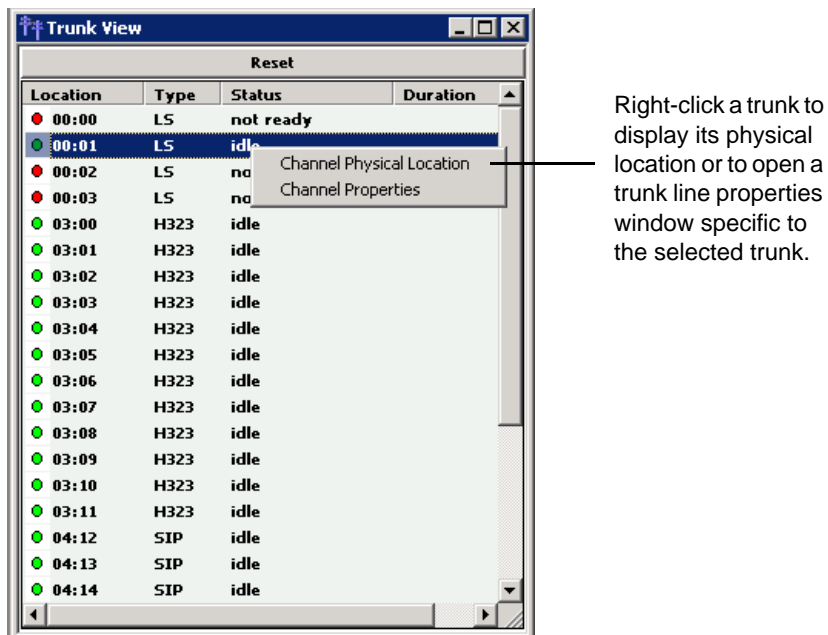 Trunk View
Reset
Location Type Status Duration
00:00 LS not ready
00:01 LS idle
Channel Physical Location
00:02 LS no
Channel Properties
00:03 LS no
03:00 H323 idle
03:01 H323 idle
03:02 H323 idle
03:03 H323 idle
03:04 H323 idle
03:05 H323 idle
03:06 H323 idle
03:07 H323 idle
03:08 H323 idle
03:09 H323 idle
03:10 H323 idle
03:11 H323 idle
04:12 SIP idle
04:13 SIP idle
04:14 SIP idle
Right-click a trunk to
display its physical
location or to open a
trunk line properties
window specific to
the selected trunk.